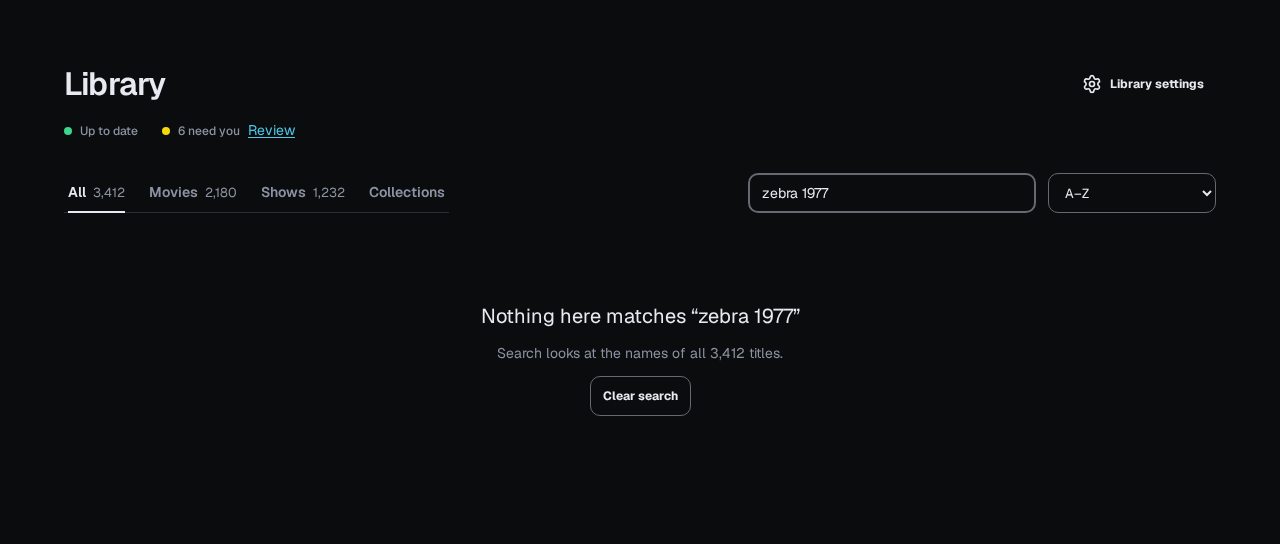 Library
Library settings
Up to date
6 need you Review
All 3,412 Movies 2,180 Shows 1,232 Collections
zebra 1977
A–Z
Nothing here matches “zebra 1977”
Search looks at the names of all 3,412 titles.
Clear search